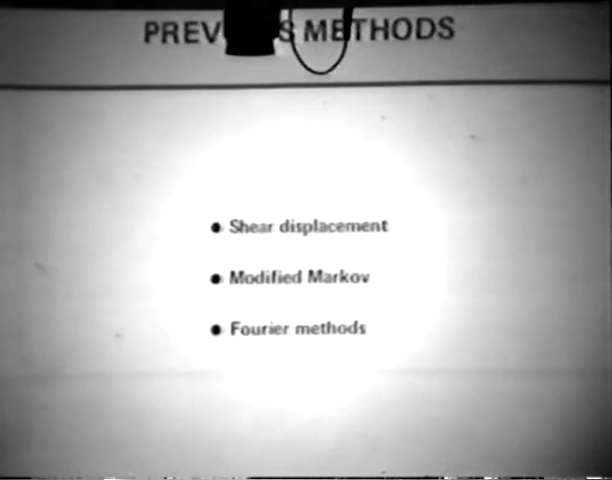 METHODS
● Shear displacement
● Modified Markov
● Fourier methods